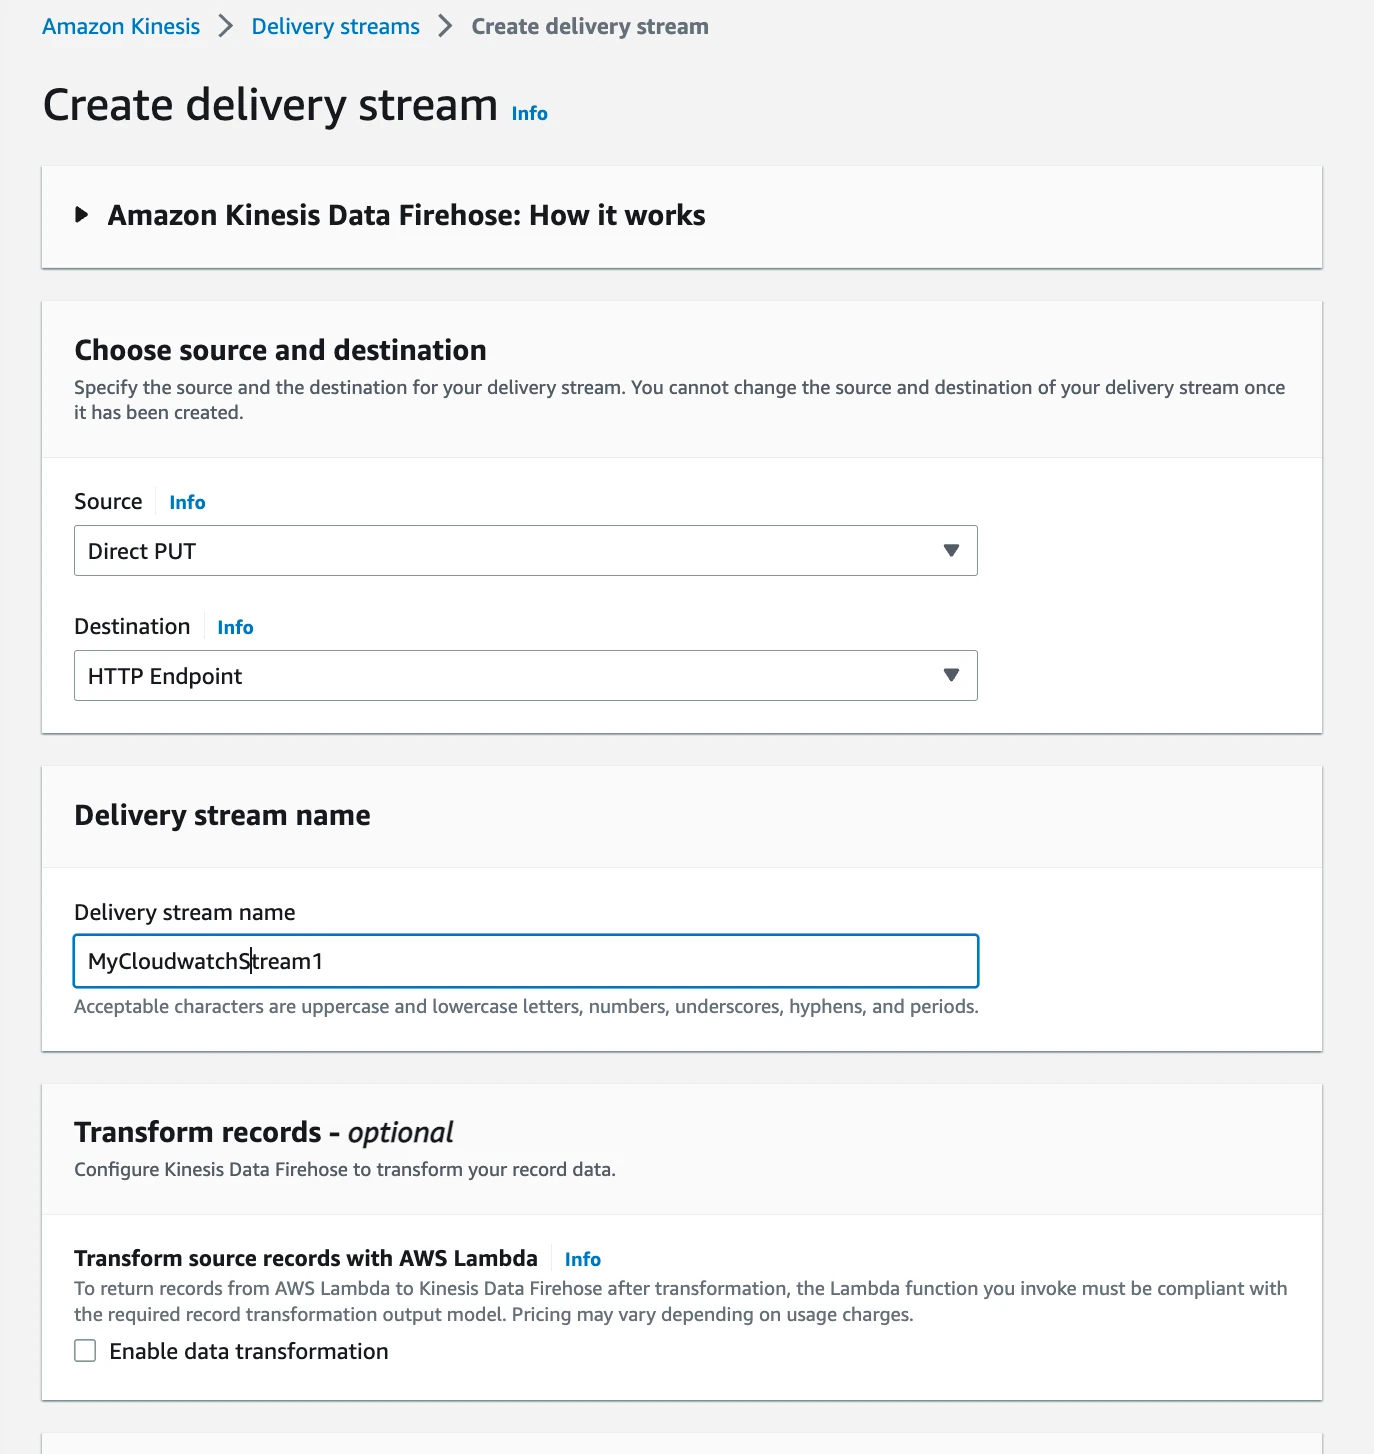 Amazon Kinesis > Delivery streams > Create delivery stream
Create delivery stream Info
Amazon Kinesis Data Firehose: How it works
Choose source and destination
Specify the source and the destination for your delivery stream. You cannot change the source and destination of your delivery stream once
it has been created.
Source Info
Direct PUT
Destination Info
HTTP Endpoint
Delivery stream name
Delivery stream name
MyCloudwatchStream1
Acceptable characters are uppercase and lowercase letters, numbers, underscores, hyphens, and periods.
Transform records - optional
Configure Kinesis Data Firehose to transform your record data.
Transform source records with AWS Lambda Info
To return records from AWS Lambda to Kinesis Data Firehose after transformation, the Lambda function you invoke must be compliant with
the required record transformation output model. Pricing may vary depending on usage charges.
Enable data transformation